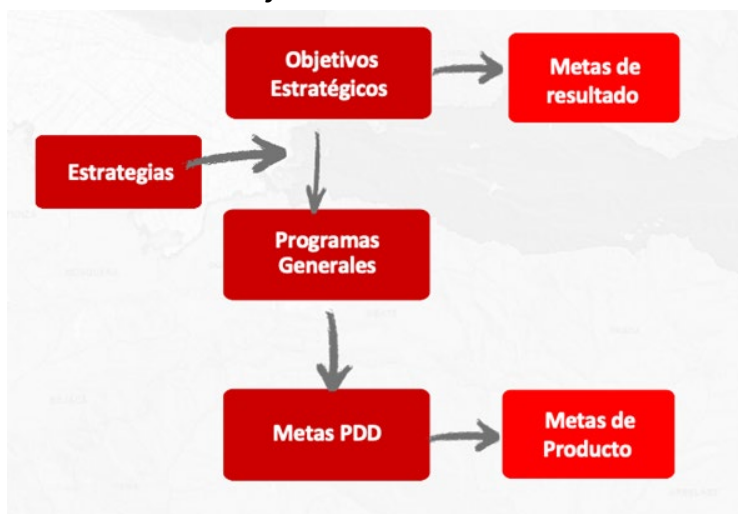 Objetivos
Estratégicos
Metas de
resultado
Estrategias
Programas
Generales
Metas PDD
Metas de
Producto